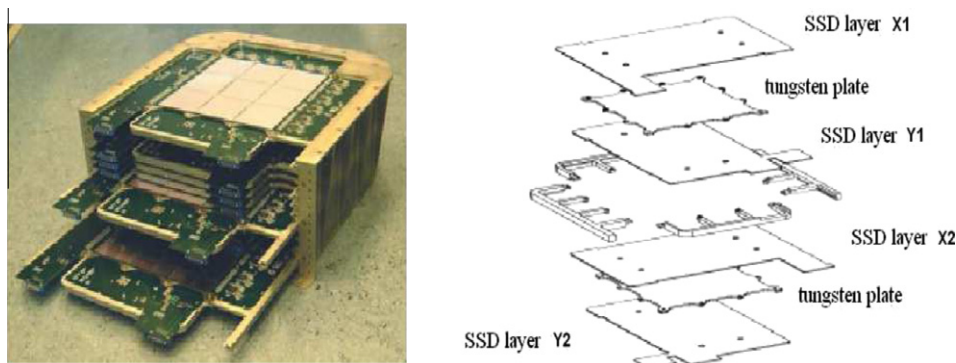 SSD layer X1
tungsten plate
SSD layer Y1
SSD layer X2
tungsten plate
SSD layer Y2